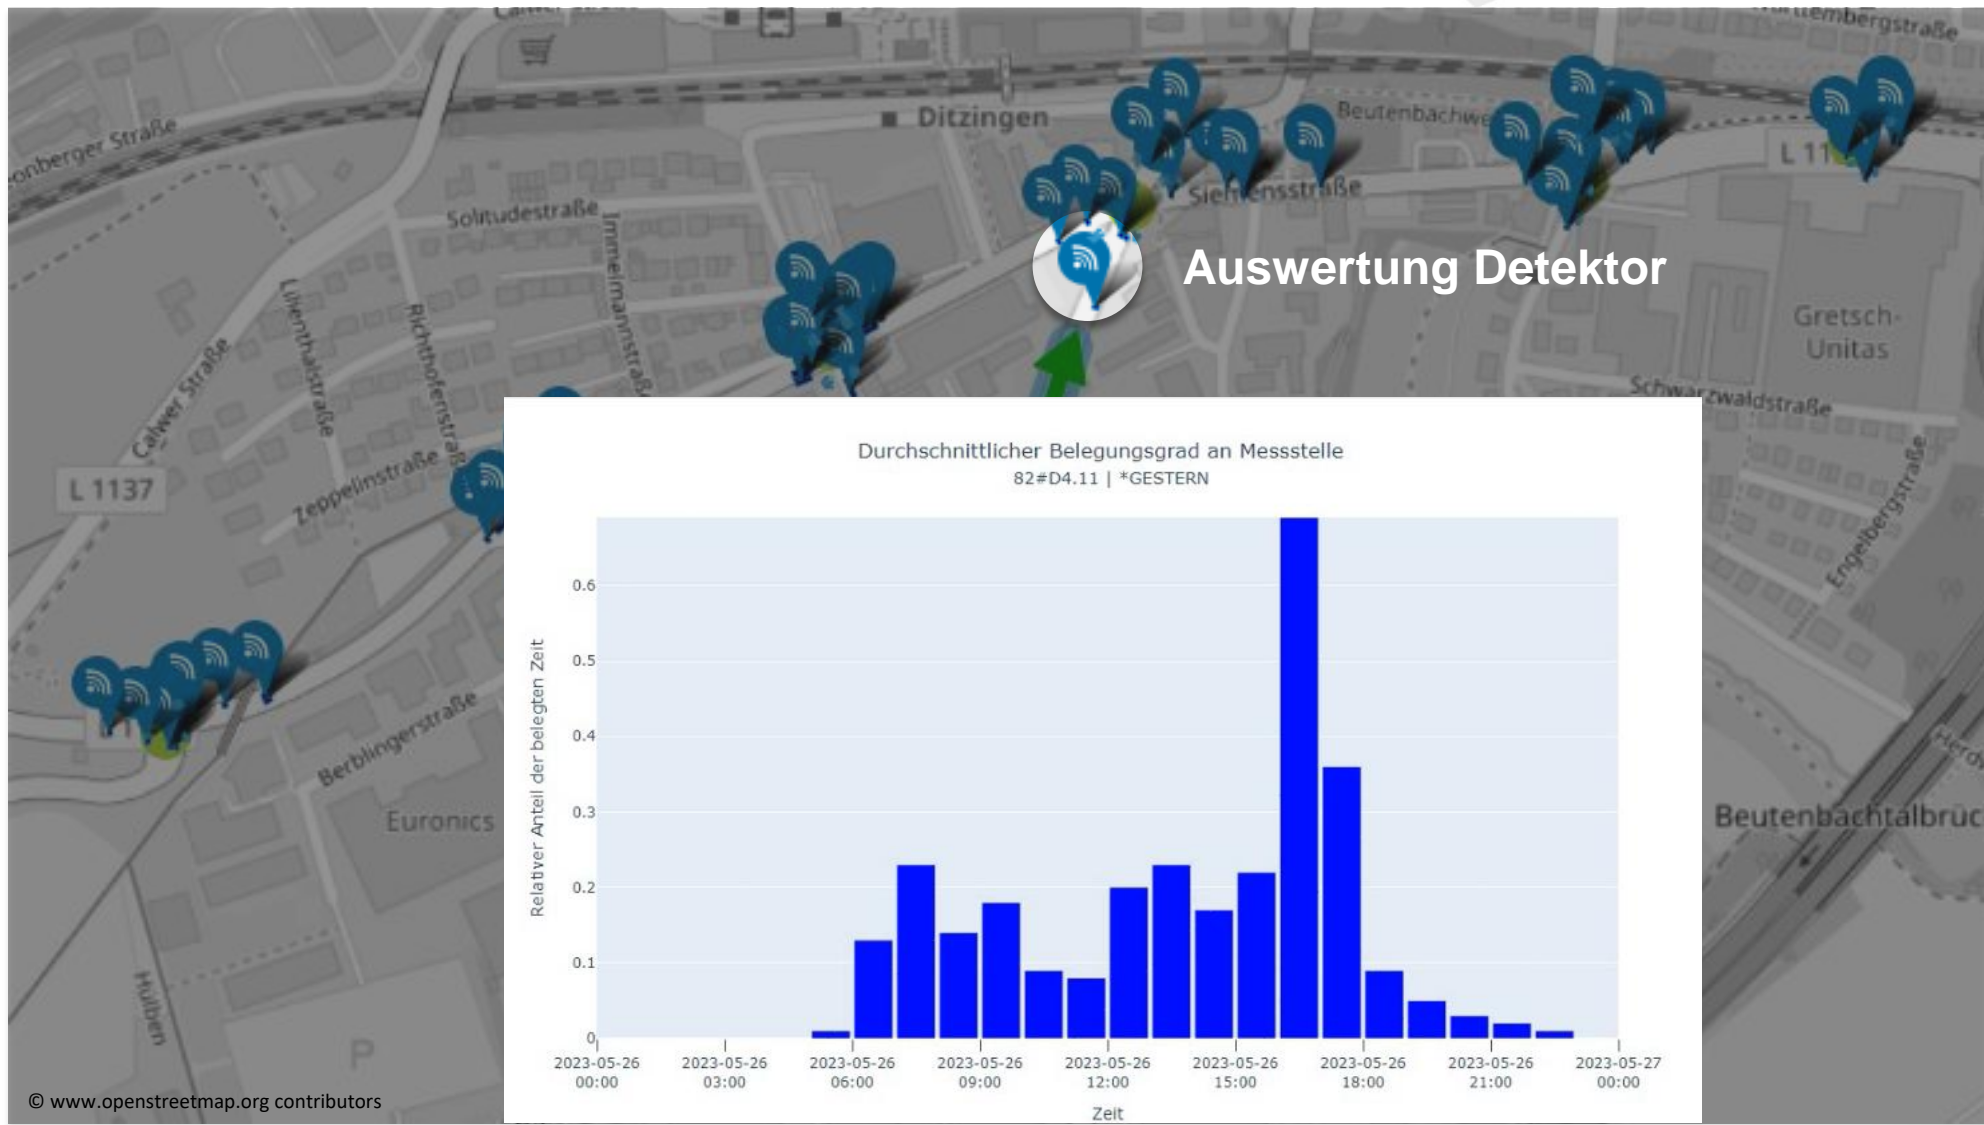 Ditzingen
Beutenbachwe
Siemensstraße
Solitudestraße
Immelmannstraße
Lilienthalstraße
Richthofenstraß
Calwer Straße
Zeppelinstraße
L 1137
Auswertung Detektor
Gretsch-
Unitas
Schwarzwaldstraße
Engelbergstraße
Berblingerstraße
Euronics
Beutenbachtalbrüc
Hülben
P
Durchschnittlicher Belegungsgrad an Messstelle
82#D4.11 | *GESTERN
Relativer Anteil der belegten Zeit
0.6
0.5
0.4
0.3
0.2
0.1
0
2023-05-26 2023-05-26 2023-05-26 2023-05-26 2023-05-26 2023-05-26 2023-05-26 2023-05-26 2023-05-27
00:00 03:00 06:00 09:00 12:00 15:00 18:00 21:00 00:00
Zeit
© www.openstreetmap.org contributors